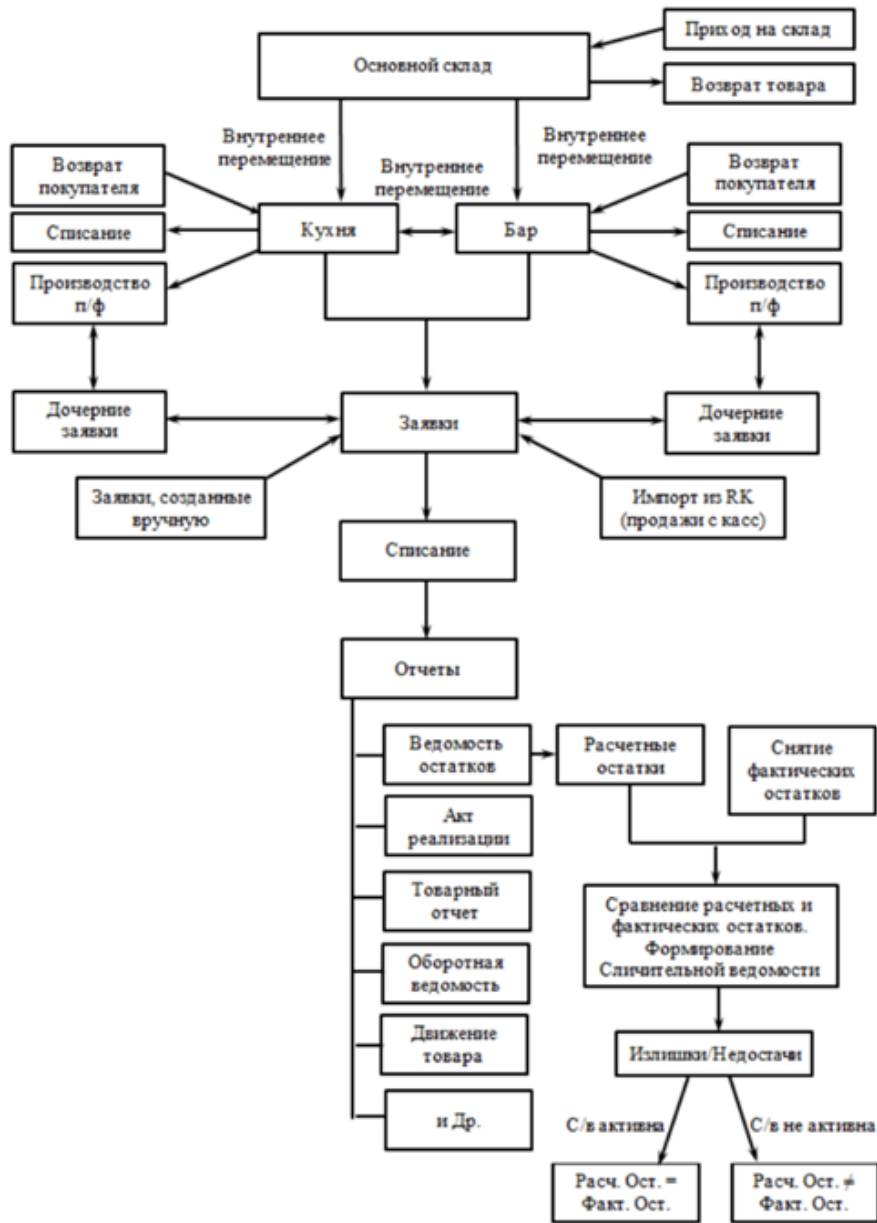 Приход на склад
Основной склад
Возврат товара
Внутреннее
перемещение
Внутреннее
перемещение
Внутреннее
перемещение
Возврат
покупателя
Возврат
покупателя
Списание
Кухня
Бар
Списание
Производство
п/ф
Производство
п/ф
Дочерние
заявки
Заявки
Дочерние
заявки
Заявки, созданные
вручную
Импорт из RK
(продажи с касс)
Списание
Отчеты
Ведомость
остатков
Расчетные
остатки
Снятие
фактических
остатков
Акт
реализации
Товарный
отчет
Сравнение расчетных и
фактических остатков.
Формирование
Сличительной ведомости
Оборотная
ведомость
Движение
товара
Излишки/Недостачи
и Др.
С/в активна
С/в не активна
Расч. Ост. =
Факт. Ост.
Расч. Ост. ≠
Факт. Ост.